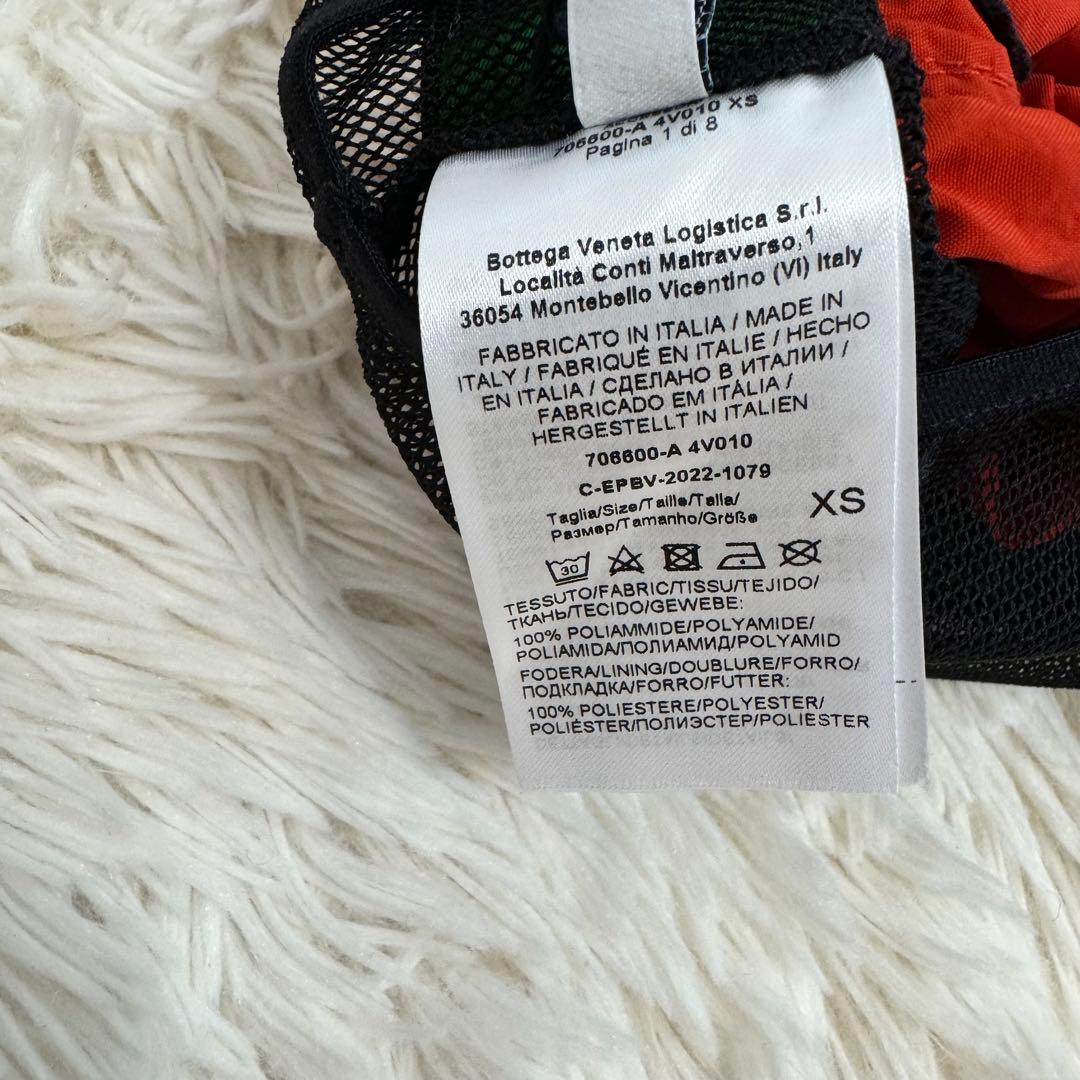 706600-A 4V010 XS
Pagina 1 di 8
Bottega Veneta Logistica S.r.l.
Località Conti Maltraverso,1
36054 Montebello Vicentino (VI) Italy
FABBRICATO IN ITALIA / MADE IN
ITALY / FABRIQUÉ EN ITALIE / HECHO
EN ITALIA / СДЕЛАНО В ИТАЛИИ /
FABRICADO EM ITÁLIA /
HERGESTELLT IN ITALIEN
706600-A 4V010
C-EPBV-2022-1079
Taglia/Size/Taille/Talla/
Размер/Tamanho/Größe
XS
30
TESSUTO/FABRIC/TISSU/TEJIDO/
ТКАНЬ/TECIDO/GEWEBE:
100% POLIAMMIDE/POLYAMIDE/
POLIAMIDA/ПОЛИАМИД/POLYAMID
FODERA/LINING/DOUBLURE/FORRO/
ПОДКЛАДКА/FORRO/FUTTER:
100% POLIESTERE/POLYESTER/
POLIÉSTER/ПОЛИЭСТЕР/POLIESTER